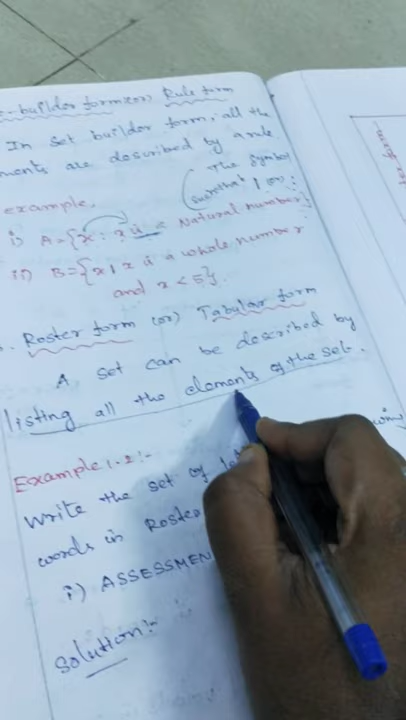 -builder form (or) Rule form
In set builder form, all the
ments are described by a rule
(The symbol
such that | or :
example,
i) A={x : x is a Natural number}
ii) B={x | x is a whole number
and x < 5}.
Roster form (or) Tabular form
A set can be described by
listing all the elements of the set.
Example 1.2:-
Write the set of
words in Roster
i) ASSESSMEN
Solution:-